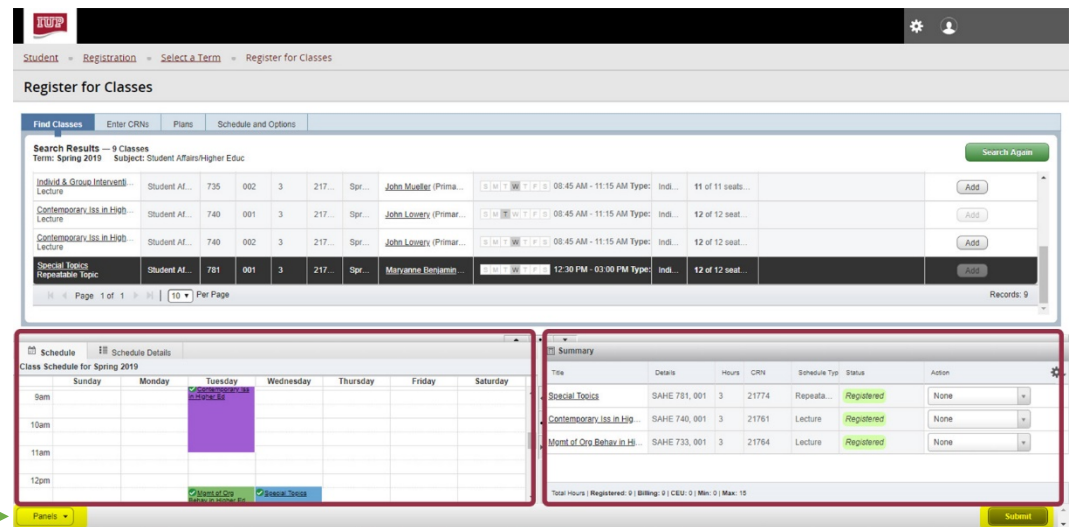 IUP
Student Registration Select a Term Register for Classes
Register for Classes
Find Classes Enter CRNs Plans Schedule and Options
Search Results — 9 Classes
Term: Spring 2019 Subject: Student Affairs/Higher Educ
Search Again
Individ & Group Interventi... Student Af... 735 002 3 217... Spr... John Mueller (Prima... S M T W T F S 08:45 AM - 11:15 AM Type: Indi... 11 of 11 seats... Add
Lecture
Contemporary Iss in High... Student Af... 740 001 3 217... Spr... John Lowery (Primar... S M T W T F S 08:45 AM - 11:15 AM Type: Indi... 12 of 12 seat... Add
Lecture
Contemporary Iss in High... Student Af... 740 002 3 217... Spr... John Lowery (Primar... S M T W T F S 08:45 AM - 11:15 AM Type: Indi... 12 of 12 seat... Add
Lecture
Special Topics Student Af... 781 001 3 217... Spr... Maryanne Benjamin... S M T W T F S 12:30 PM - 03:00 PM Type: Indi... 12 of 12 seat... Add
Repeatable Topic
Page 1 of 1 10 Per Page Records: 9
Schedule Schedule Details
Class Schedule for Spring 2019
Sunday Monday Tuesday Wednesday Thursday Friday Saturday
9am
Contemporary Iss
in Higher Ed
10am
11am
12pm
Mgmt of Org
Behav in Higher Ed
Special Topics
Summary
Title Details Hours CRN Schedule Typ Status Action
Special Topics SAHE 781, 001 3 21774 Repeata... Registered None
Contemporary Iss in Hig... SAHE 740, 001 3 21761 Lecture Registered None
Mgmt of Org Behav in Hi... SAHE 733, 001 3 21764 Lecture Registered None
Total Hours | Registered: 9 | Billing: 9 | CEU: 0 | Min: 0 | Max: 15
Panels
Submit